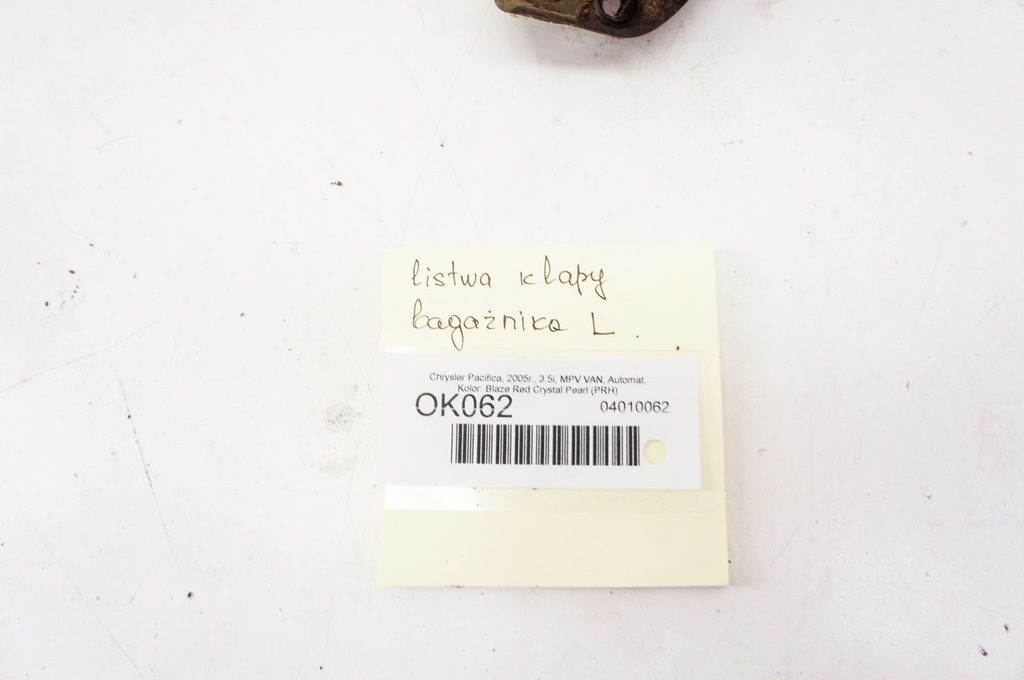 listwa klapy
bagażnika L.
Chrysler Pacifica, 2005r., 3.5i, MPV VAN, Automat,
Kolor: Blaze Red Crystal Pearl (PRH)
OK062 04010062